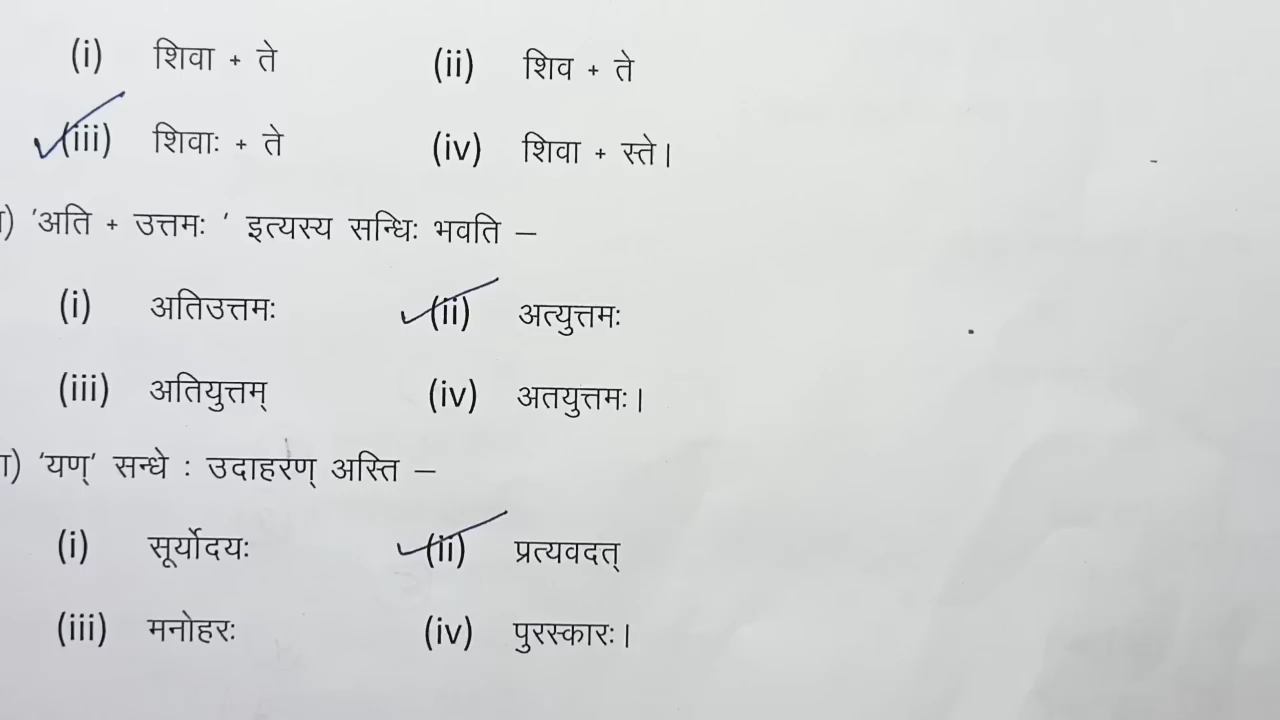 (i) शिवा + ते (ii) शिव + ते
(iii) शिवाः + ते (iv) शिवा + स्ते।
) 'अति + उत्तमः ' इत्यस्य सन्धिः भवति –
(i) अतिउत्तमः (ii) अत्युत्तमः
(iii) अतियुत्तम् (iv) अतयुत्तमः।
) 'यण्' सन्धे : उदाहरण् अस्ति –
(i) सूर्योदयः (ii) प्रत्यवदत्
(iii) मनोहरः (iv) पुरस्कारः।